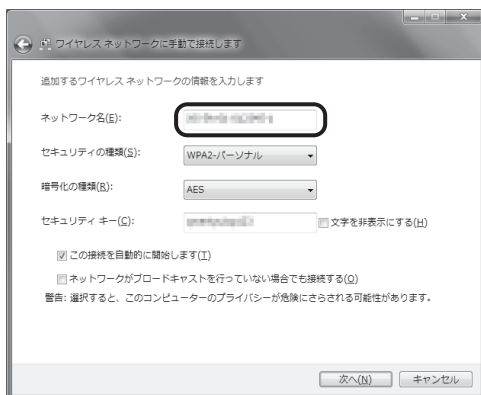 ワイヤレス ネットワークに手動で接続します
追加するワイヤレス ネットワークの情報を入力します
ネットワーク名(E):
セキュリティの種類(S): WPA2-パーソナル
暗号化の種類(R): AES
セキュリティ キー(C): 文字を非表示にする(H)
この接続を自動的に開始します(T)
ネットワークがブロードキャストを行っていない場合でも接続する(O)
警告: 選択すると、このコンピューターのプライバシーが危険にさらされる可能性があります。
次へ(N) キャンセル